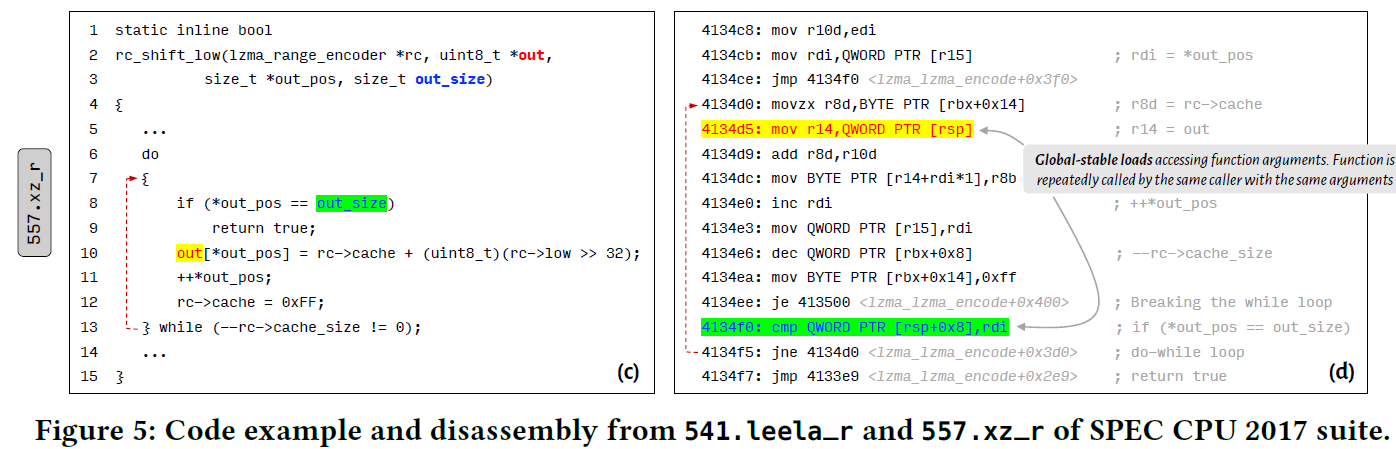 557.xz_r
1 static inline bool
2 rc_shift_low(lzma_range_encoder *rc, uint8_t *out,
3 size_t *out_pos, size_t out_size)
4 {
5 ...
6 do
7 {
8 if (*out_pos == out_size)
9 return true;
10 out[*out_pos] = rc->cache + (uint8_t)(rc->low >> 32);
11 ++*out_pos;
12 rc->cache = 0xFF;
13 } while (--rc->cache_size != 0);
14 ...
15 }
(c)
4134c8: mov r10d,edi
4134cb: mov rdi,QWORD PTR [r15] ; rdi = *out_pos
4134ce: jmp 4134f0 <lzma_lzma_encode+0x3f0>
4134d0: movzx r8d,BYTE PTR [rbx+0x14] ; r8d = rc->cache
4134d5: mov r14,QWORD PTR [rsp] ; r14 = out
4134d9: add r8d,r10d
4134dc: mov BYTE PTR [r14+rdi*1],r8b
4134e0: inc rdi ; ++*out_pos
4134e3: mov QWORD PTR [r15],rdi
4134e6: dec QWORD PTR [rbx+0x8] ; --rc->cache_size
4134ea: mov BYTE PTR [rbx+0x14],0xff
4134ee: je 413500 <lzma_lzma_encode+0x400> ; Breaking the while loop
4134f0: cmp QWORD PTR [rsp+0x8],rdi ; if (*out_pos == out_size)
4134f5: jne 4134d0 <lzma_lzma_encode+0x3d0> ; do-while loop
4134f7: jmp 4133e9 <lzma_lzma_encode+0x2e9> ; return true
Global-stable loads accessing function arguments. Function is
repeatedly called by the same caller with the same arguments
(d)
Figure 5: Code example and disassembly from 541.leela_r and 557.xz_r of SPEC CPU 2017 suite.